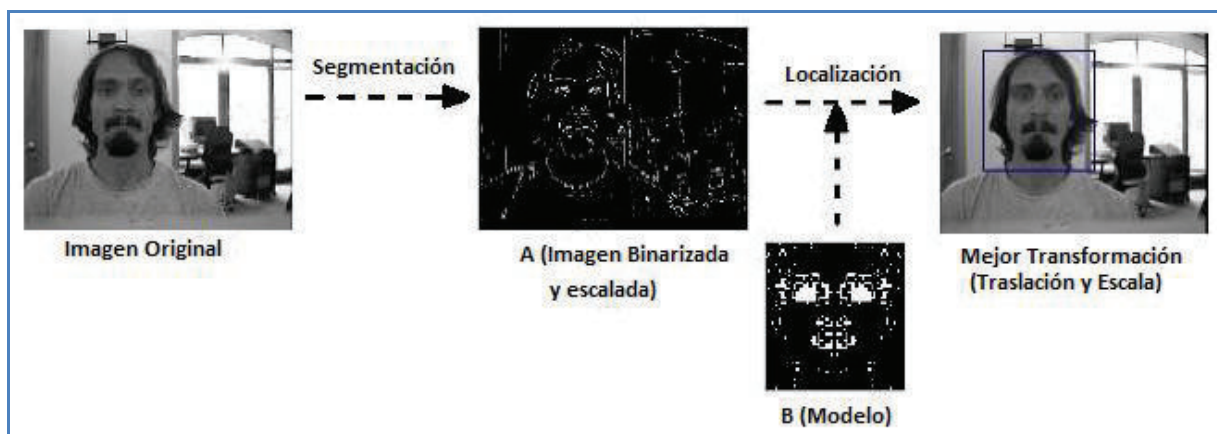 Segmentación
Localización
Imagen Original
A (Imagen Binarizada
y escalada)
Mejor Transformación
(Traslación y Escala)
B (Modelo)